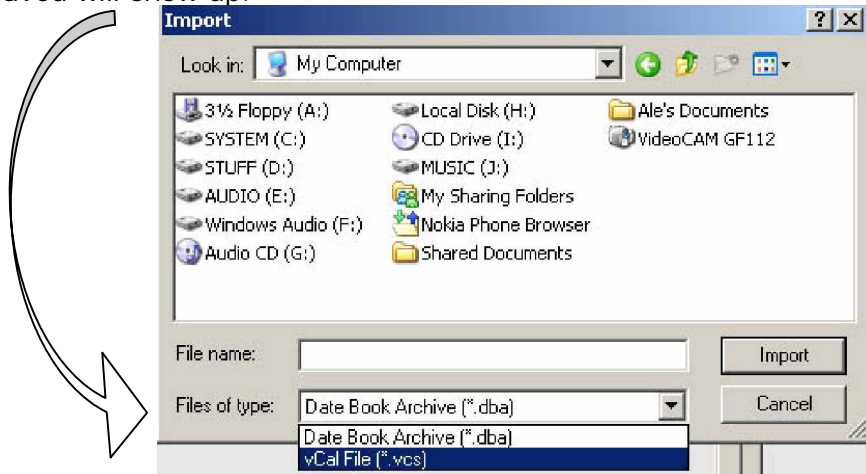 Import
Look in: My Computer
3½ Floppy (A:) Local Disk (H:) Ale's Documents
SYSTEM (C:) CD Drive (I:) VideoCAM GF112
STUFF (D:) MUSIC (J:)
AUDIO (E:) My Sharing Folders
Windows Audio (F:) Nokia Phone Browser
Audio CD (G:) Shared Documents
File name: Import
Files of type: Date Book Archive (*.dba) Cancel
Date Book Archive (*.dba)
vCal File (*.vcs)